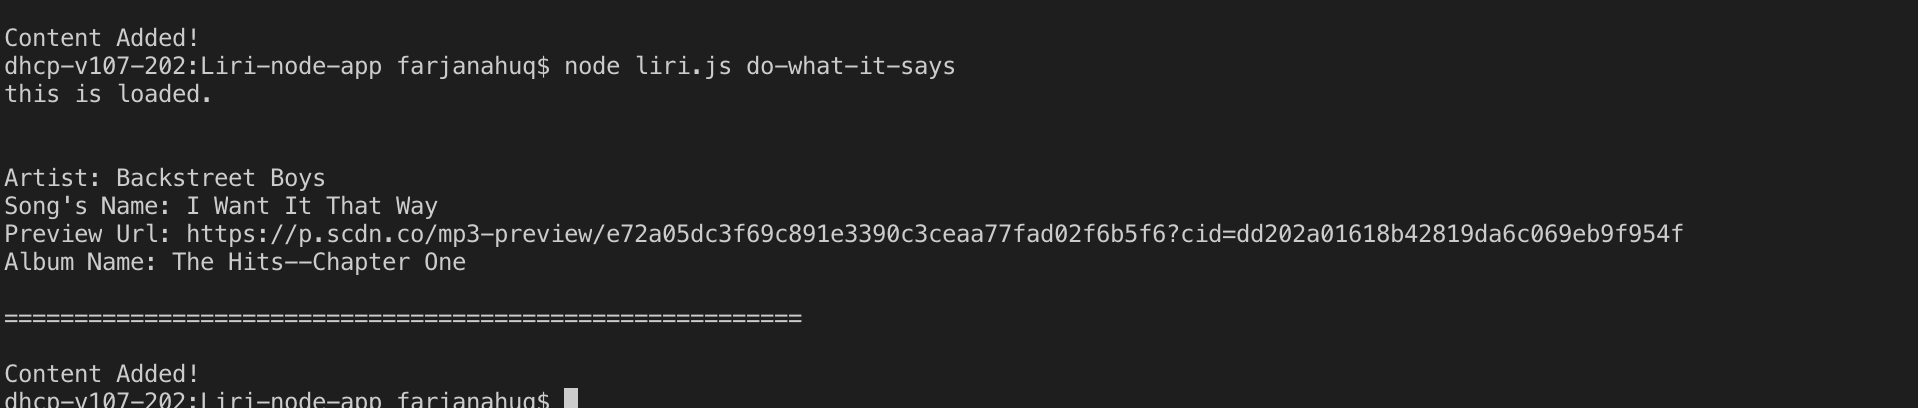 Content Added!
dhcp-v107-202:Liri-node-app farjanahuq$ node liri.js do-what-it-says
this is loaded.
Artist: Backstreet Boys
Song's Name: I Want It That Way
Preview Url: https://p.scdn.co/mp3-preview/e72a05dc3f69c891e3390c3ceaa77fad02f6b5f6?cid=dd202a01618b42819da6c069eb9f954f
Album Name: The Hits--Chapter One
=========================================================
Content Added!
dhcp-v107-202:Liri-node-app farjanahuq$